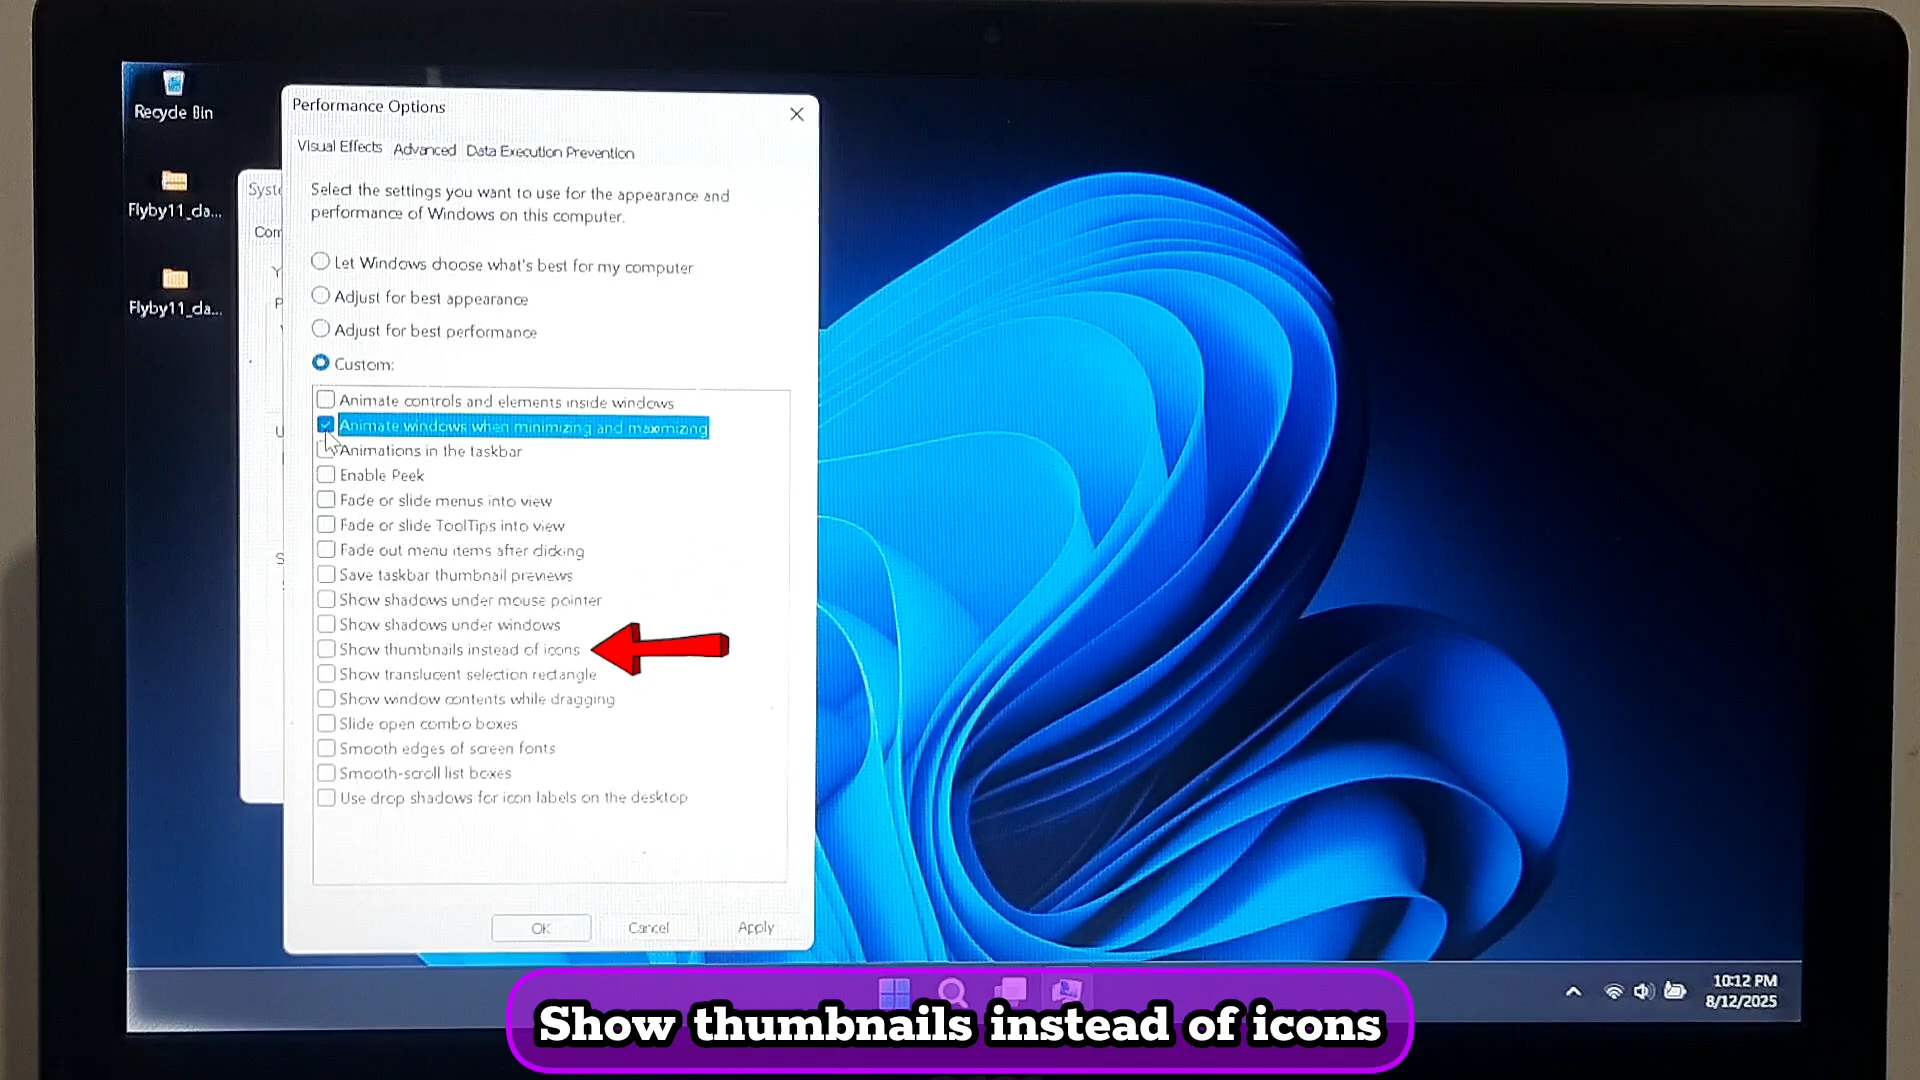 Recycle Bin
Flyby11_cla...
Flyby11_cla...
Syste
Com
Performance Options
Visual Effects Advanced Data Execution Prevention
Select the settings you want to use for the appearance and
performance of Windows on this computer.
Let Windows choose what's best for my computer
Adjust for best appearance
Adjust for best performance
Custom:
Animate controls and elements inside windows
Animate windows when minimizing and maximizing
Animations in the taskbar
Enable Peek
Fade or slide menus into view
Fade or slide ToolTips into view
Fade out menu items after clicking
Save taskbar thumbnail previews
Show shadows under mouse pointer
Show shadows under windows
Show thumbnails instead of icons
Show translucent selection rectangle
Show window contents while dragging
Slide open combo boxes
Smooth edges of screen fonts
Smooth-scroll list boxes
Use drop shadows for icon labels on the desktop
OK Cancel Apply
10:12 PM
8/12/2025
Show thumbnails instead of icons